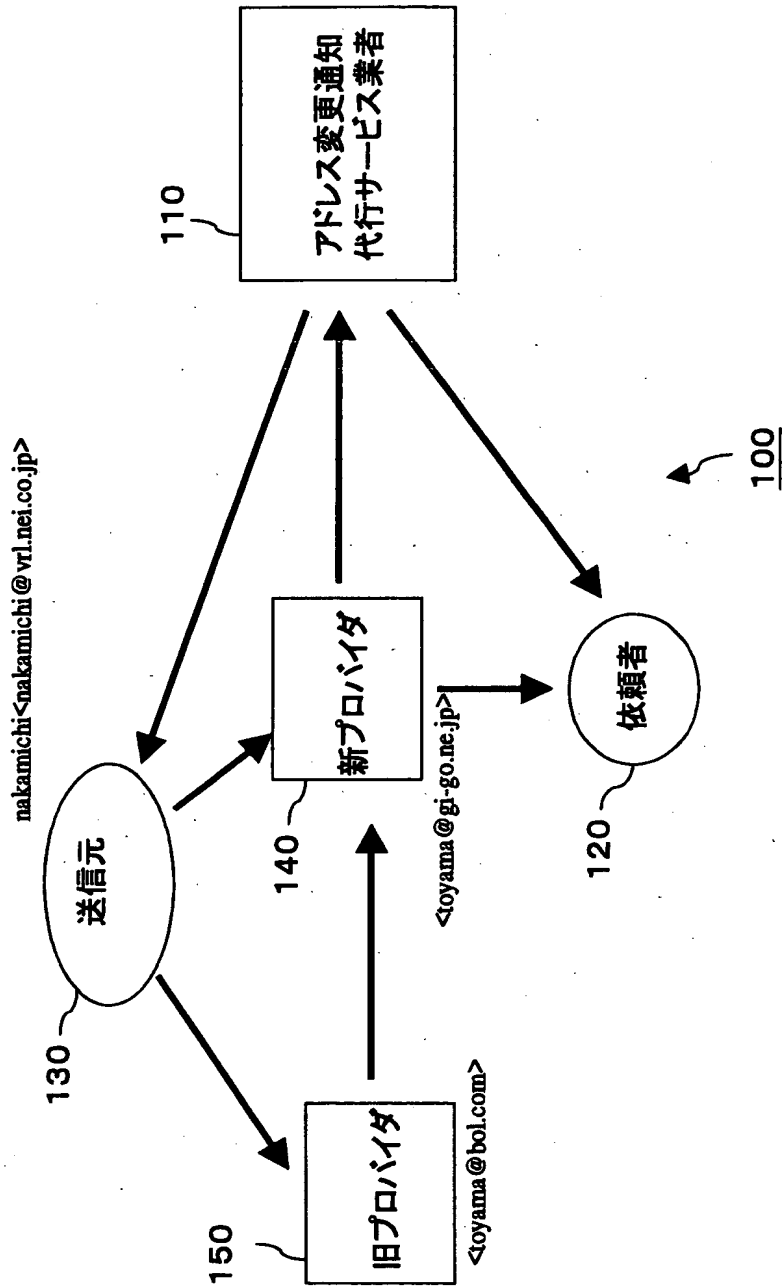 nakamichi<nakamichi@vrl.nei.co.jp>
130
送信元
110
アドレス変更通知
代行サービス業者
150
旧プロバイダ
<toyama@bol.com>
140
新プロバイダ
<toyama@gi-go.ne.jp>
120
依頼者
100